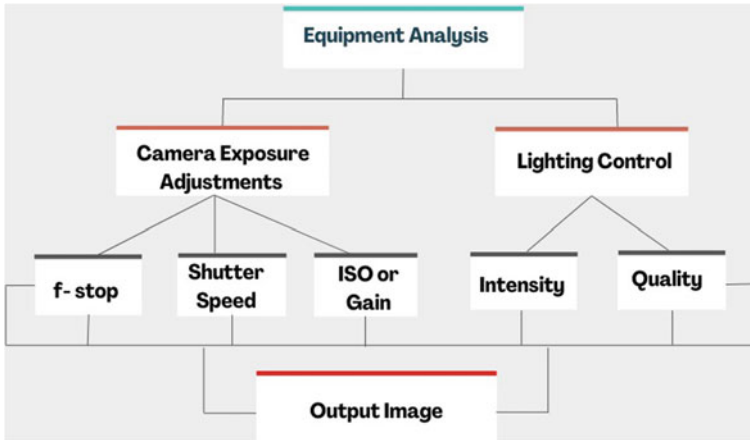 Equipment Analysis
Camera Exposure
Adjustments
Lighting Control
f- stop
Shutter
Speed
ISO or
Gain
Intensity
Quality
Output Image